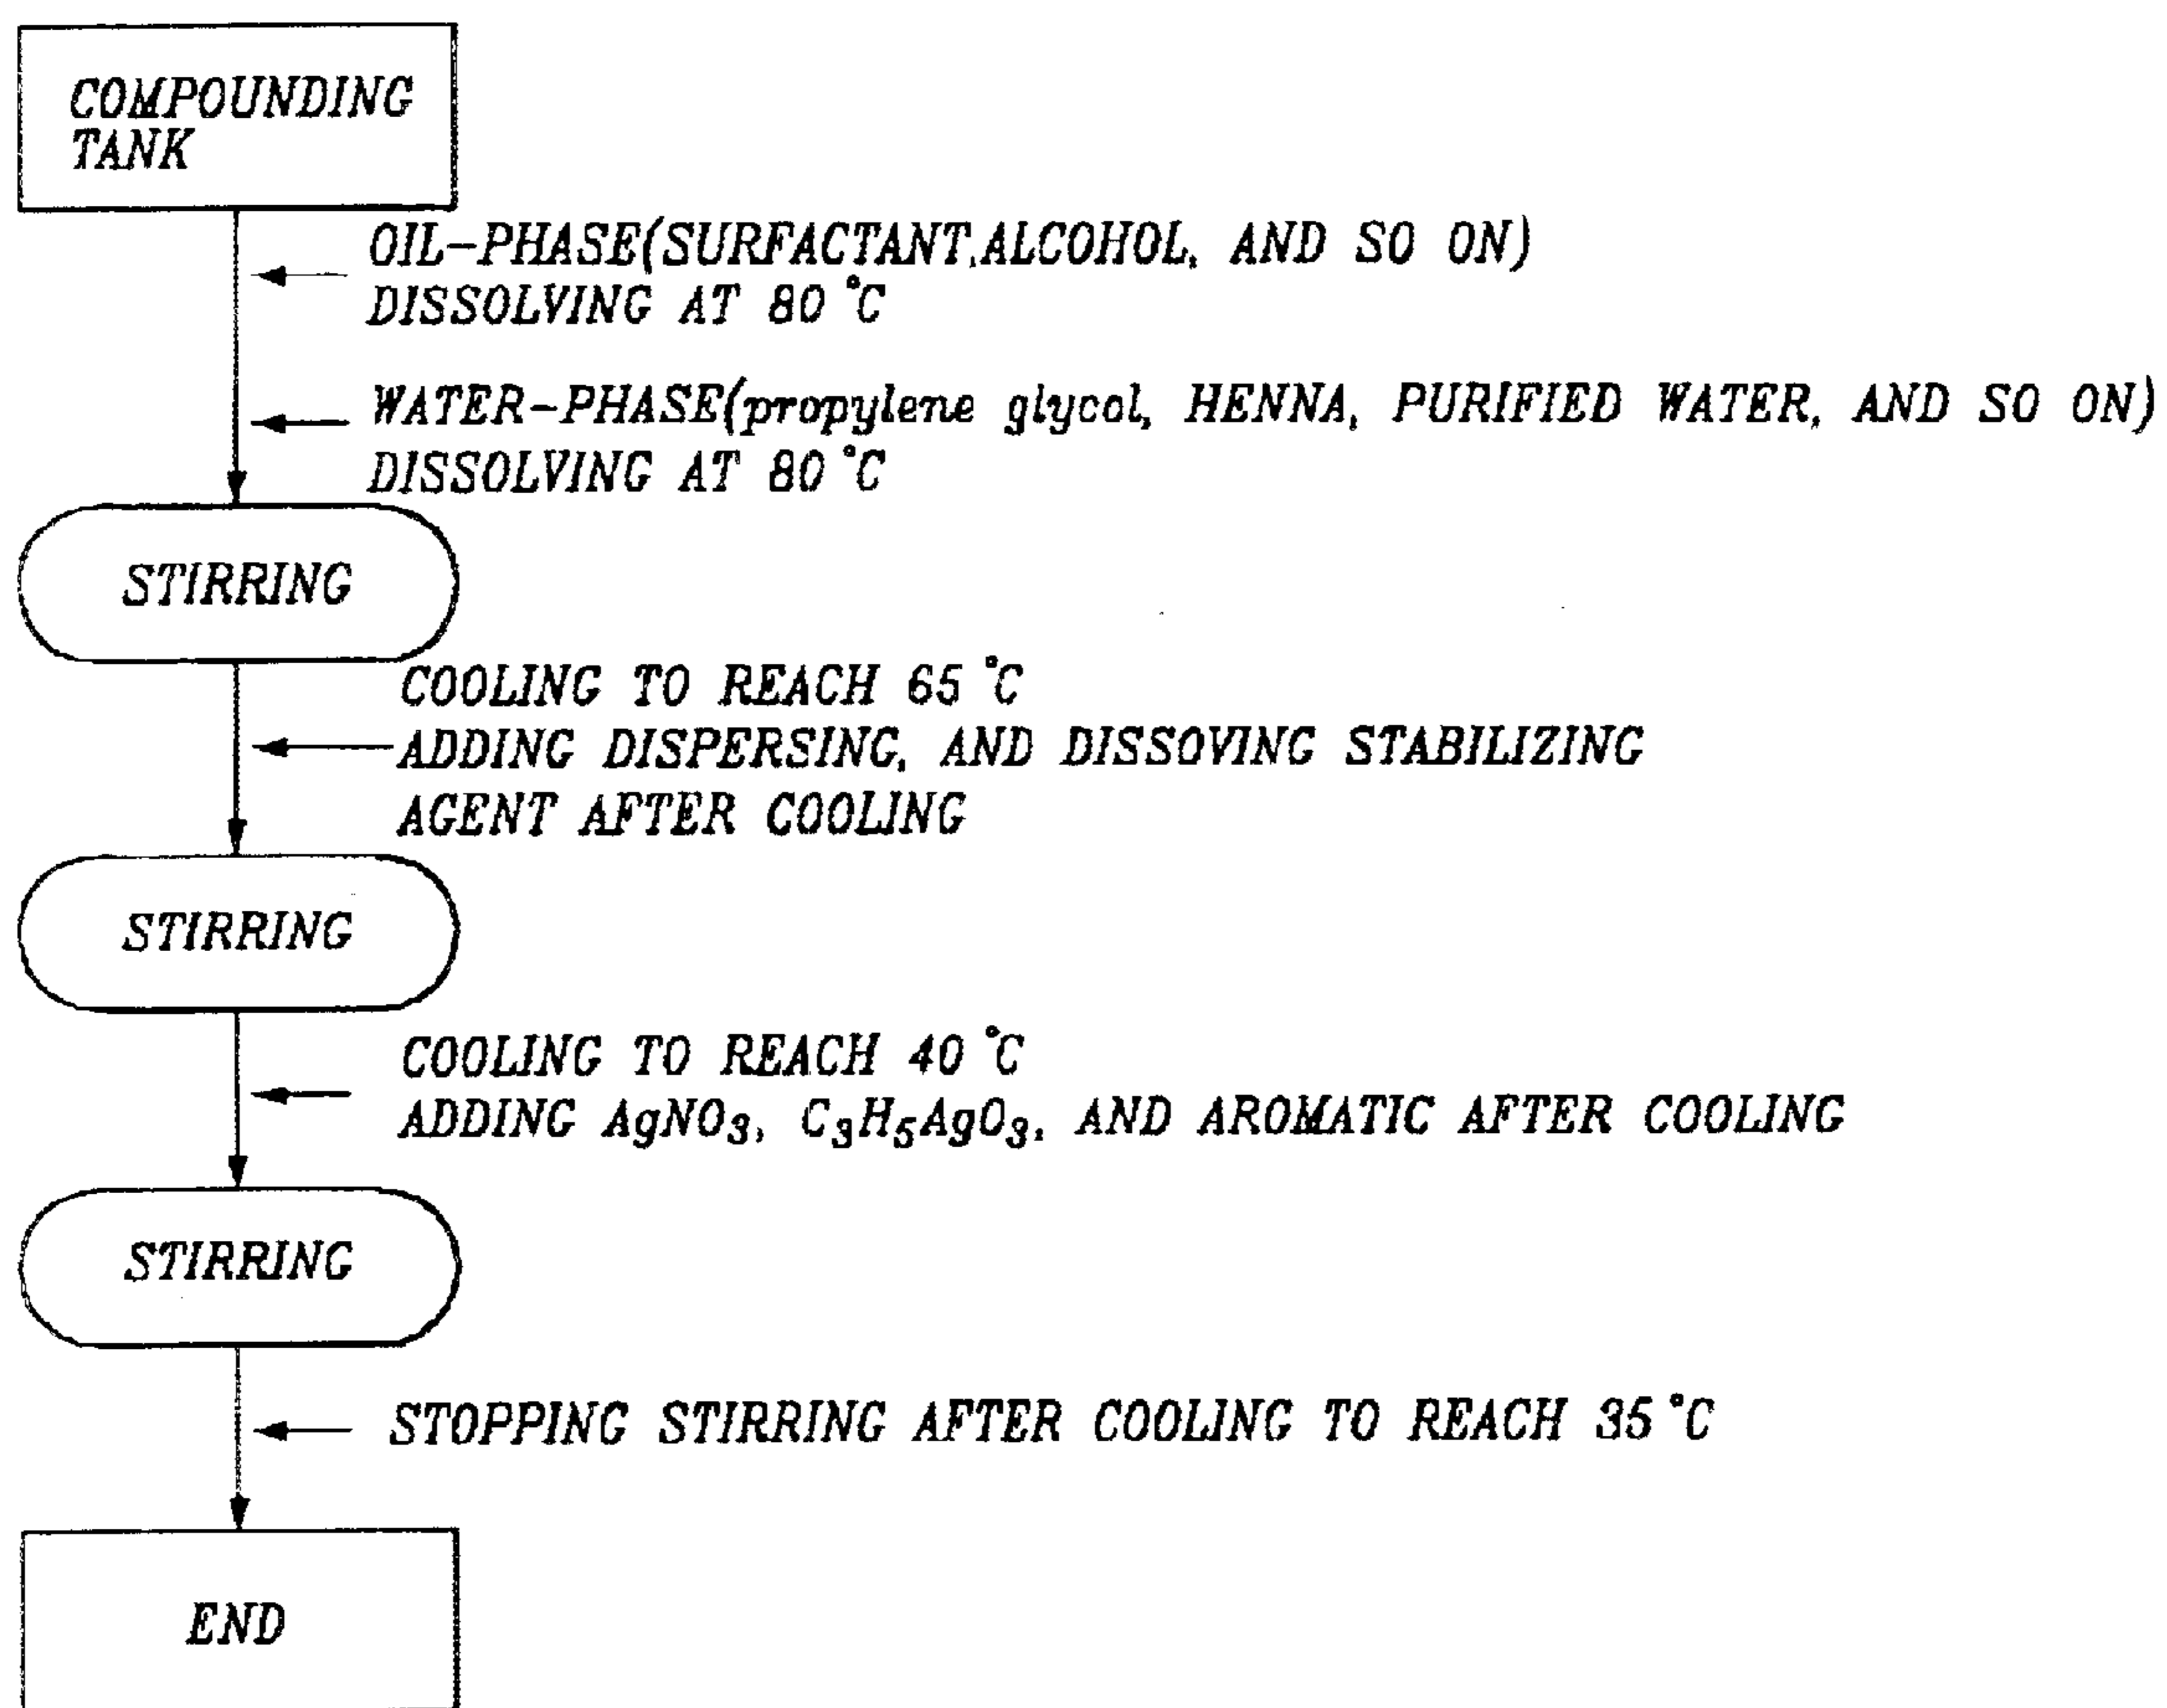 COMPOUNDING
TANK
OIL-PHASE(SURFACTANT,ALCOHOL, AND SO ON)
DISSOLVING AT 80 °C
WATER-PHASE(propylene glycol, HENNA, PURIFIED WATER, AND SO ON)
DISSOLVING AT 80 °C
STIRRING
COOLING TO REACH 65 °C
ADDING DISPERSING, AND DISSOVING STABILIZING
AGENT AFTER COOLING
STIRRING
COOLING TO REACH 40 °C
ADDING AgNO₃, C₃H₅AgO₃, AND AROMATIC AFTER COOLING
STIRRING
STOPPING STIRRING AFTER COOLING TO REACH 35 °C
END